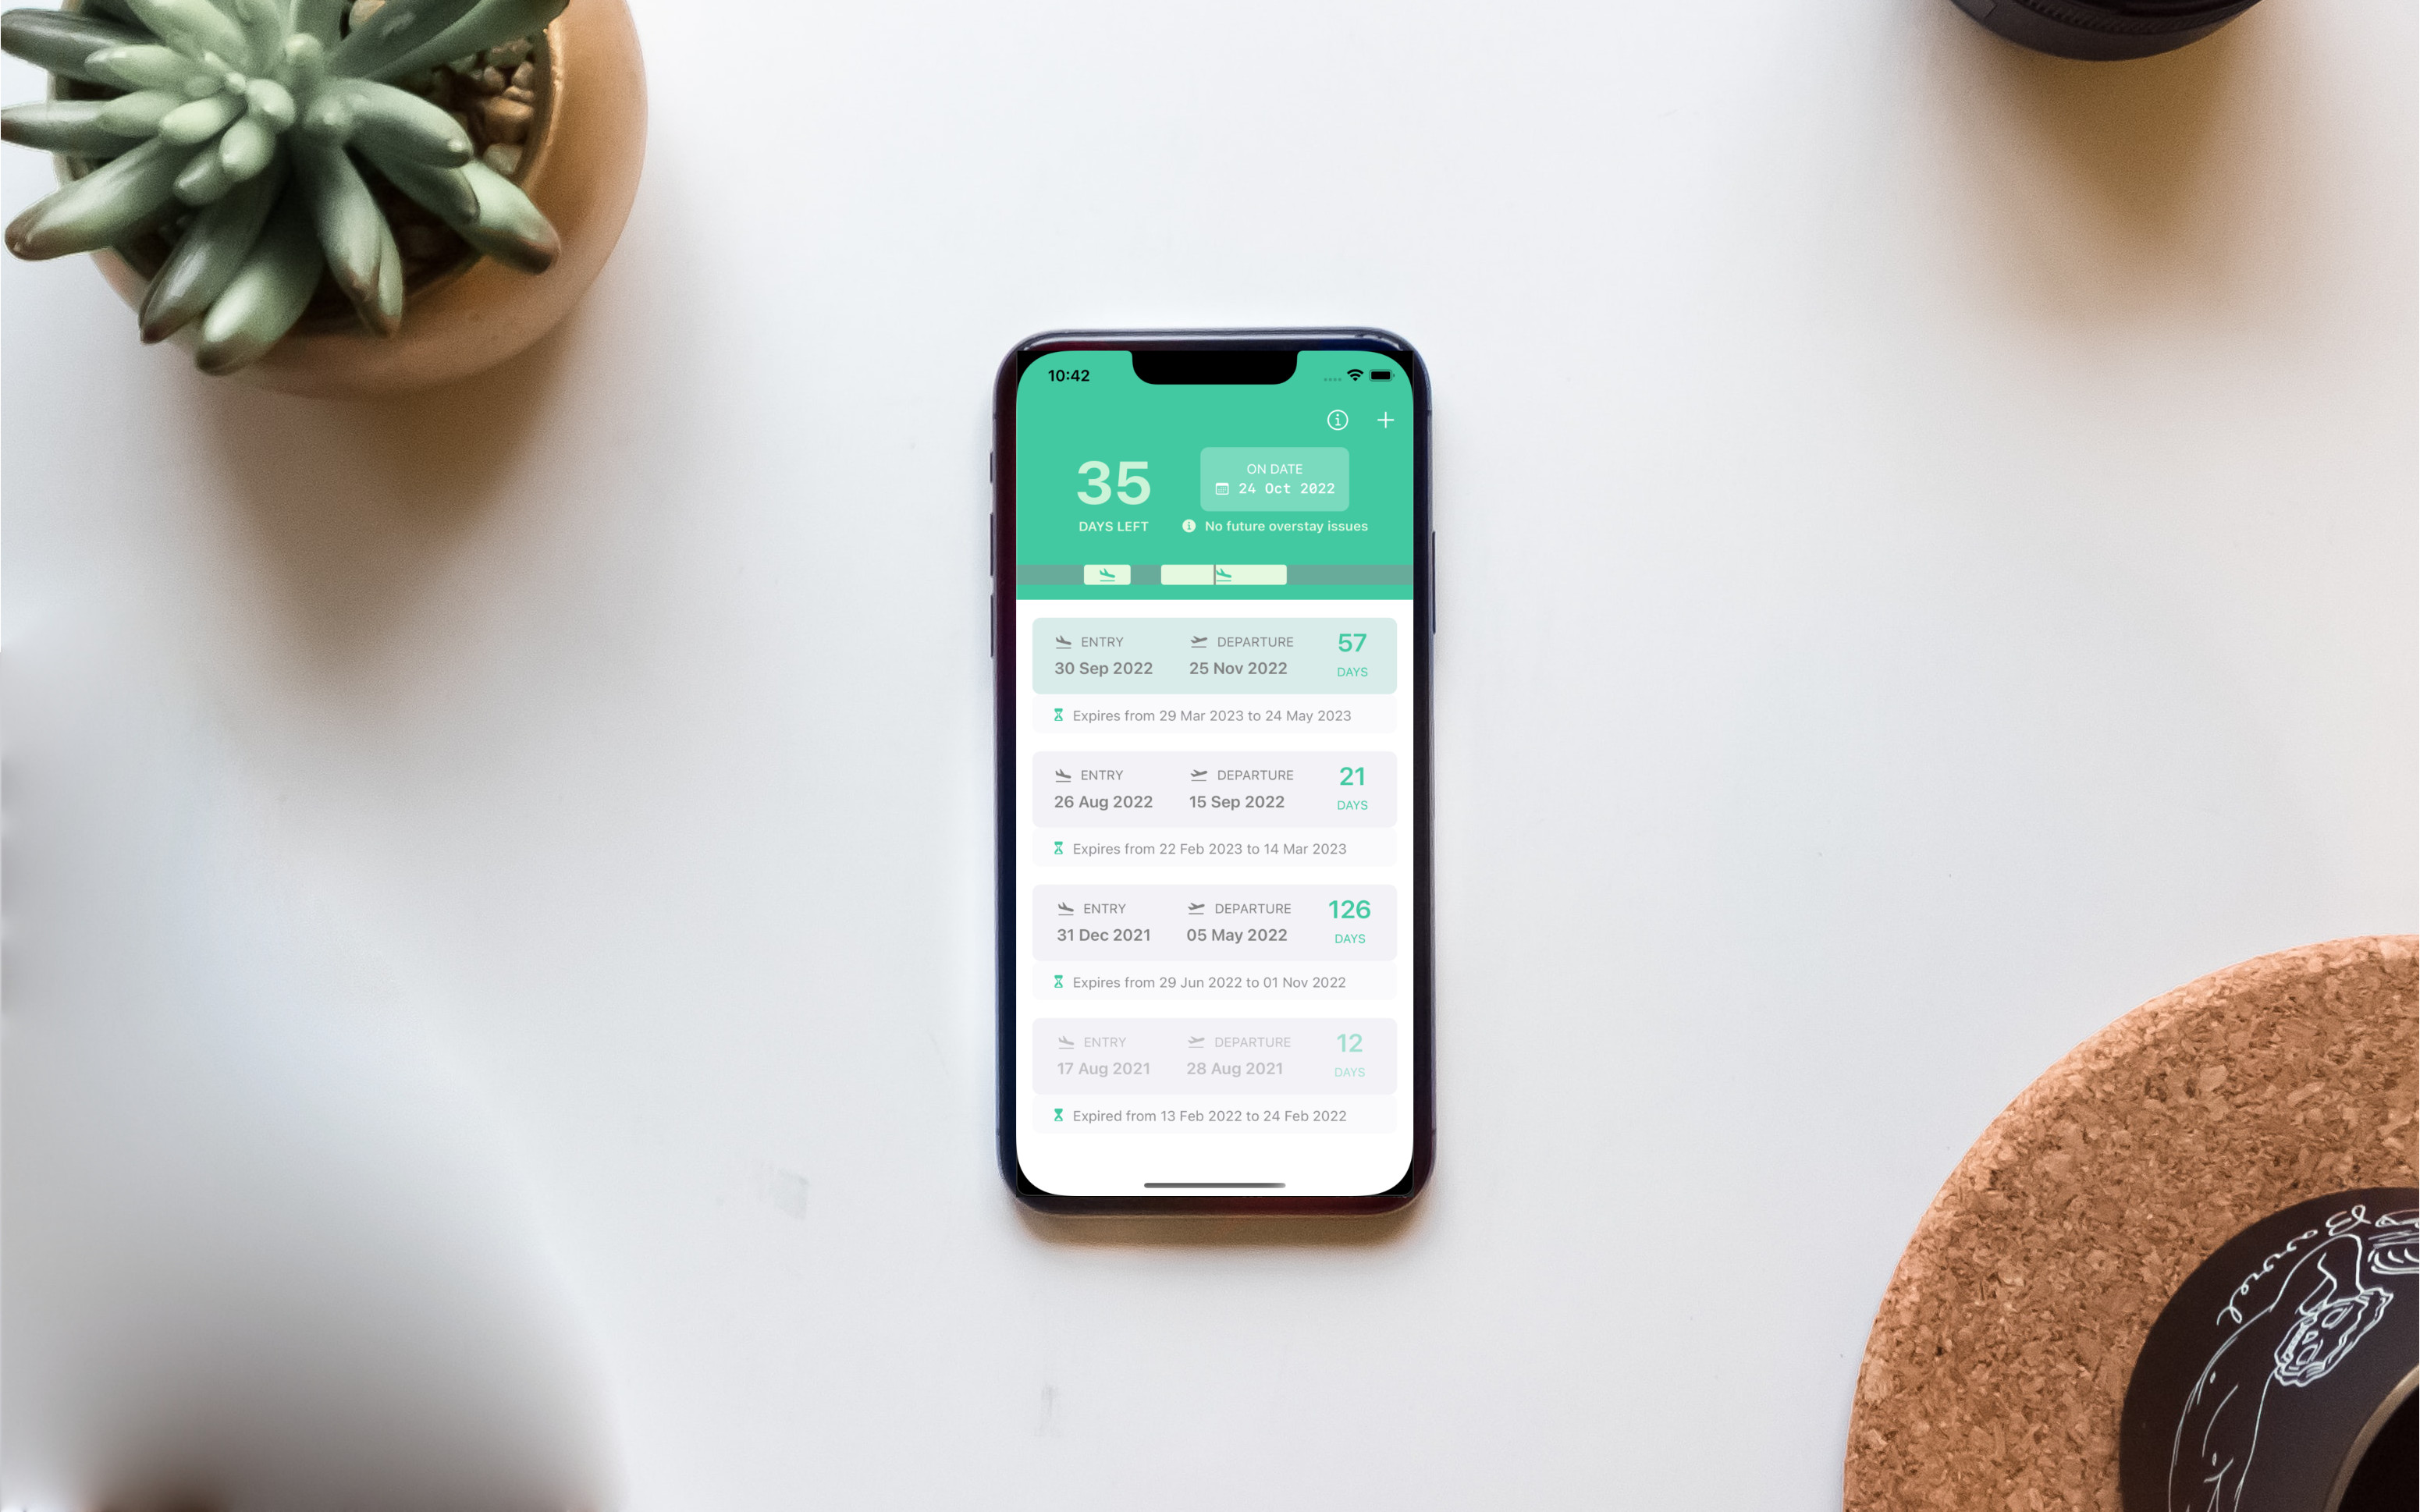 10:42
35
DAYS LEFT
ON DATE
24 Oct 2022
No future overstay issues
ENTRY DEPARTURE 57
30 Sep 2022 25 Nov 2022 DAYS
Expires from 29 Mar 2023 to 24 May 2023
ENTRY DEPARTURE 21
26 Aug 2022 15 Sep 2022 DAYS
Expires from 22 Feb 2023 to 14 Mar 2023
ENTRY DEPARTURE 126
31 Dec 2021 05 May 2022 DAYS
Expires from 29 Jun 2022 to 01 Nov 2022
ENTRY DEPARTURE 12
17 Aug 2021 28 Aug 2021 DAYS
Expired from 13 Feb 2022 to 24 Feb 2022